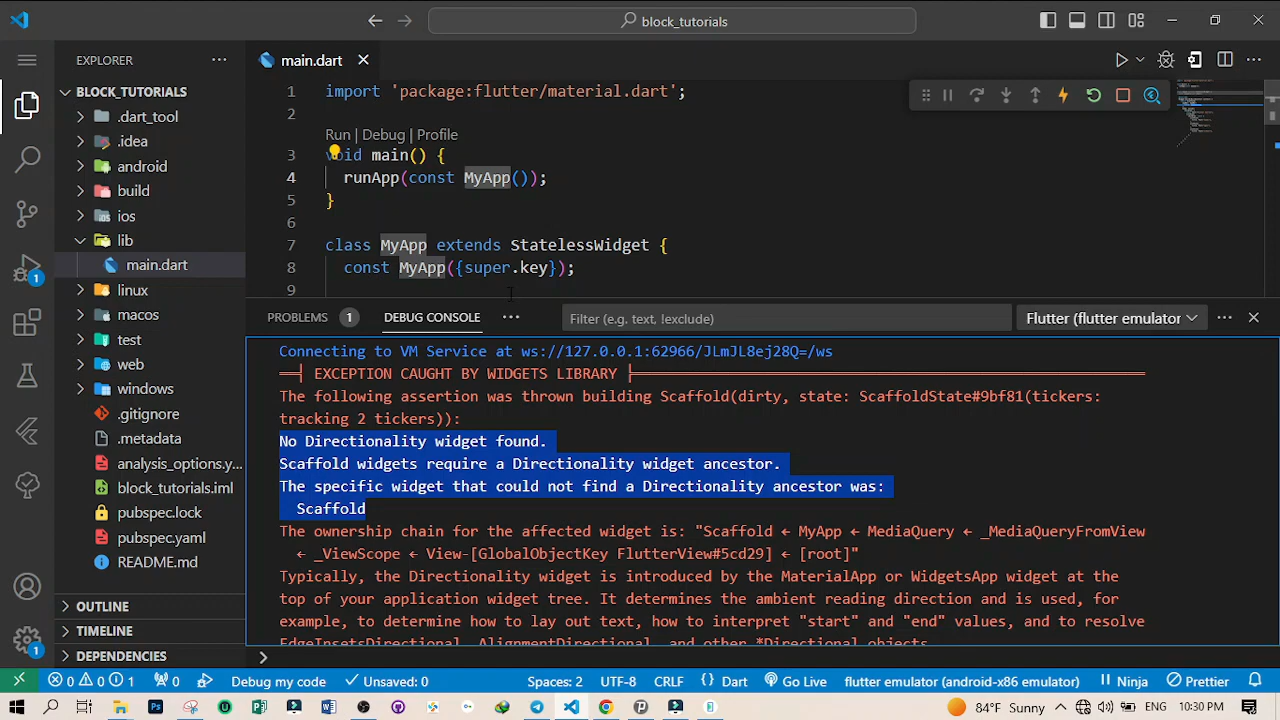 block_tutorials
EXPLORER
BLOCK_TUTORIALS
.dart_tool
.idea
android
build
ios
lib
main.dart
linux
macos
test
web
windows
.gitignore
.metadata
analysis_options.y...
block_tutorials.iml
pubspec.lock
pubspec.yaml
README.md
OUTLINE
TIMELINE
DEPENDENCIES
1
1
main.dart
1 import 'package:flutter/material.dart';
2
Run | Debug | Profile
3 void main() {
4 runApp(const MyApp());
5 }
6
7 class MyApp extends StatelessWidget {
8 const MyApp({super.key});
9
PROBLEMS 1 DEBUG CONSOLE Filter (e.g. text, !exclude) Flutter (flutter emulator
Connecting to VM Service at ws://127.0.0.1:62966/JLmJL8ej28Q=/ws
══╡ EXCEPTION CAUGHT BY WIDGETS LIBRARY ╞══
The following assertion was thrown building Scaffold(dirty, state: ScaffoldState#9bf81(tickers:
tracking 2 tickers)):
No Directionality widget found.
Scaffold widgets require a Directionality widget ancestor.
The specific widget that could not find a Directionality ancestor was:
Scaffold
The ownership chain for the affected widget is: "Scaffold ← MyApp ← MediaQuery ← _MediaQueryFromView
← _ViewScope ← View-[GlobalObjectKey FlutterView#5cd29] ← [root]"
Typically, the Directionality widget is introduced by the MaterialApp or WidgetsApp widget at the
top of your application widget tree. It determines the ambient reading direction and is used, for
example, to determine how to lay out text, how to interpret "start" and "end" values, and to resolve
EdgeInsetsDirectional, AlignmentDirectional, and other *Directional objects.
0 0 1 0 Debug my code Unsaved: 0 Spaces: 2 UTF-8 CRLF {} Dart Go Live flutter emulator (android-x86 emulator) Ninja Prettier
84°F Sunny ENG 10:30 PM